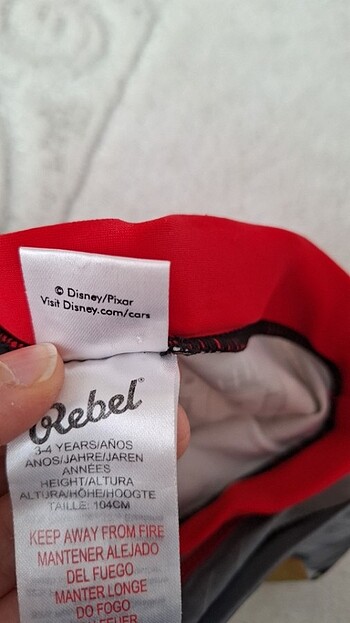 © Disney/Pixar
Visit Disney.com/cars
Rebel®
3-4 YEARS/AÑOS
ANOS/JAHRE/JAREN
ANNÉES
HEIGHT/ALTURA
ALTURA/HÖHE/HOOGTE
TAILLE: 104CM
KEEP AWAY FROM FIRE
MANTENER ALEJADO
DEL FUEGO
MANTER LONGE
DO FOGO